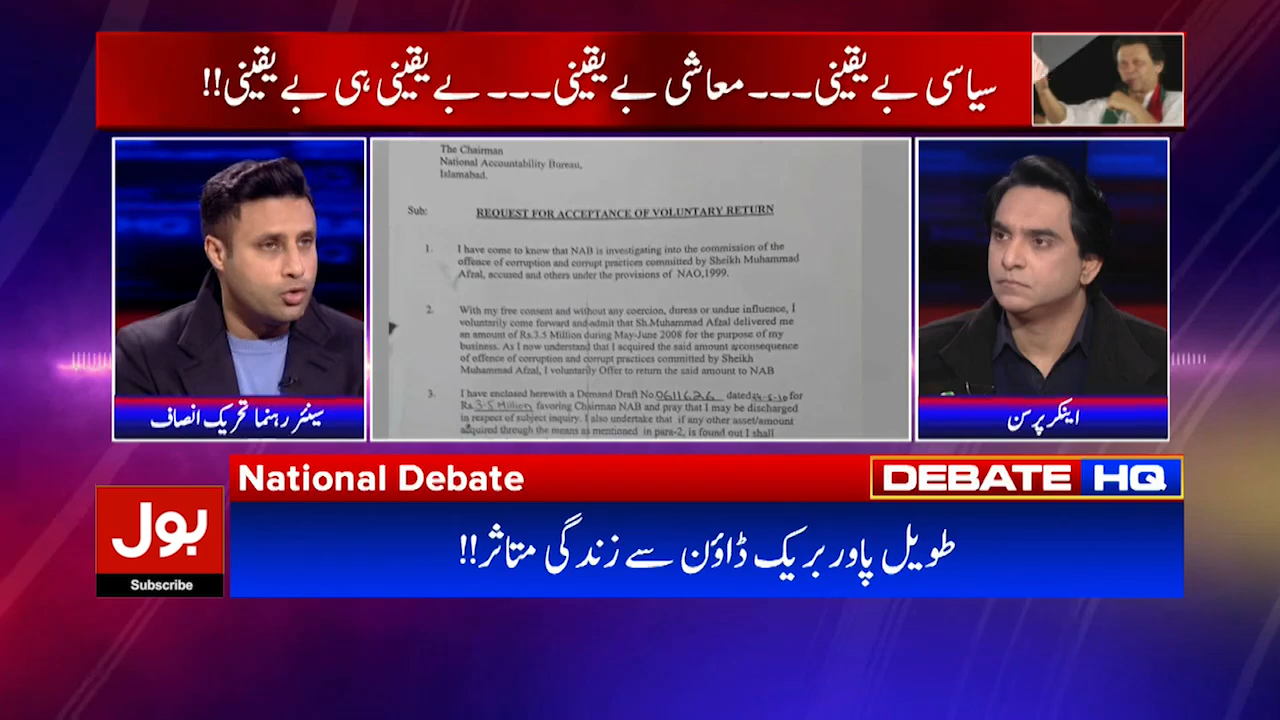 سیاسی بے یقینی۔۔۔معاشی بے یقینی۔۔۔بے یقینی ہی بے یقینی!!
The Chairman
National Accountability Bureau,
Islamabad.
Sub: REQUEST FOR ACCEPTANCE OF VOLUNTARY RETURN
1. I have come to know that NAB is investigating into the commission of the
offence of corruption and corrupt practices committed by Sheikh Muhammad
Afzal, accused and others under the provisions of NAO,1999.
2. With my free consent and without any coercion, duress or undue influence, I
voluntarily come forward and admit that Sh.Muhammad Afzal delivered me
an amount of Rs.3.5 Million during May-June 2008 for the purpose of my
business. As I now understand that I acquired the said amount a consequence
of offence of corruption and corrupt practices committed by Sheikh
Muhammad Afzal, I voluntarily Offer to return the said amount to NAB
3. I have enclosed herewith a Demand Draft No.0611626 dated for
Rs.3-5 Million favoring Chairman NAB and pray that I may be discharged
in respect of subject inquiry. I also undertake that if any other asset/amount
acquired through the means as mentioned in para-2, is found out I shall
سینئر رہنما تحریک انصاف
اینکر پرسن
National Debate
DEBATE HQ
بول
Subscribe
طویل پاور بریک ڈاؤن سے زندگی متاثر!!